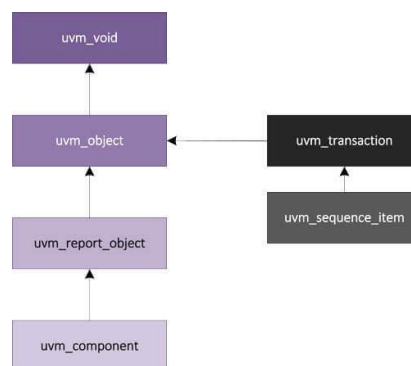 uvm_void
uvm_object
uvm_transaction
uvm_sequence_item
uvm_report_object
uvm_component